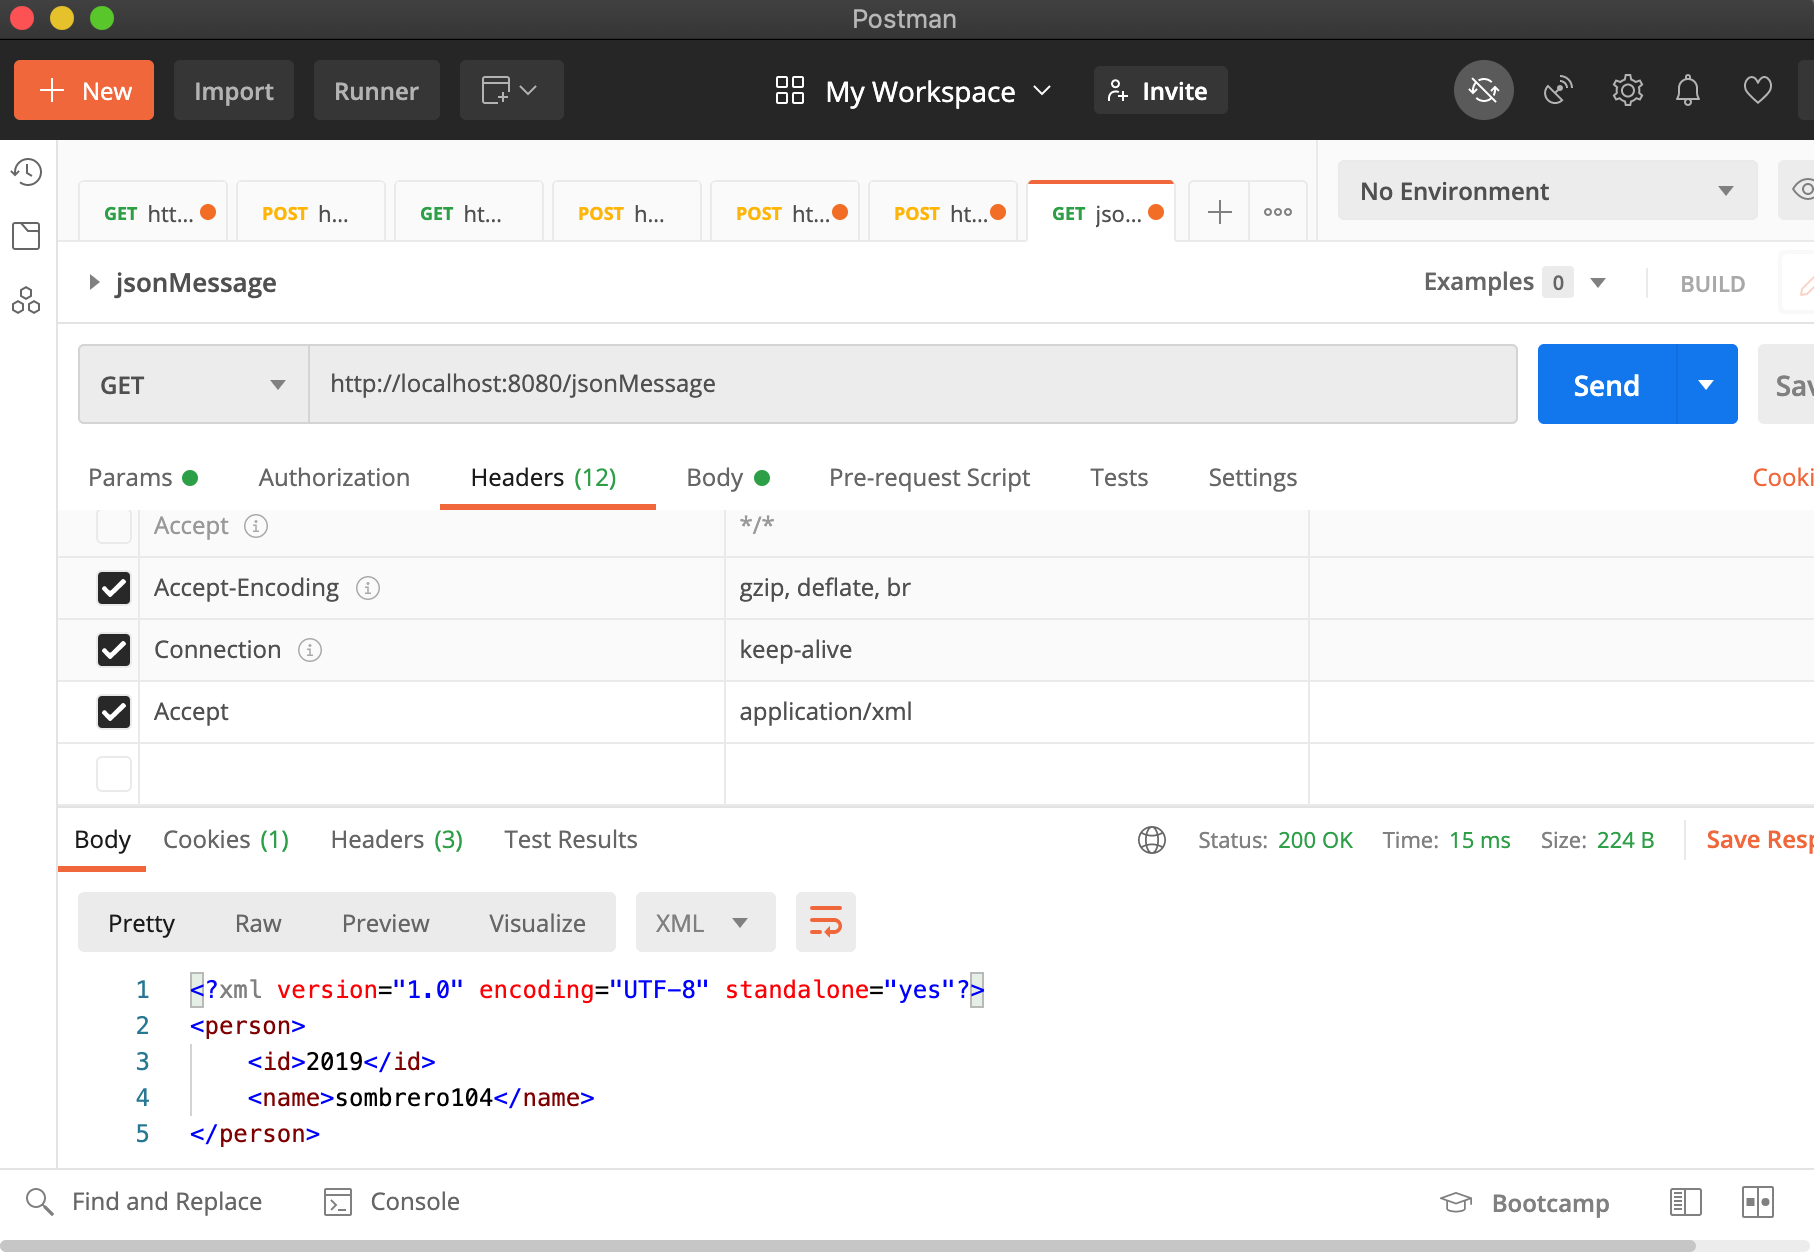 Postman
New Import Runner My Workspace Invite
GET htt... POST h... GET ht... POST h... POST ht... POST ht... GET jso... No Environment
jsonMessage Examples 0 BUILD
GET http://localhost:8080/jsonMessage Send Sav
Params Authorization Headers (12) Body Pre-request Script Tests Settings Cooki
Accept */*
Accept-Encoding gzip, deflate, br
Connection keep-alive
Accept application/xml
Body Cookies (1) Headers (3) Test Results Status: 200 OK Time: 15 ms Size: 224 B Save Resp
Pretty Raw Preview Visualize XML
1 <?xml version="1.0" encoding="UTF-8" standalone="yes"?>
2 <person>
3 <id>2019</id>
4 <name>sombrero104</name>
5 </person>
Find and Replace Console Bootcamp